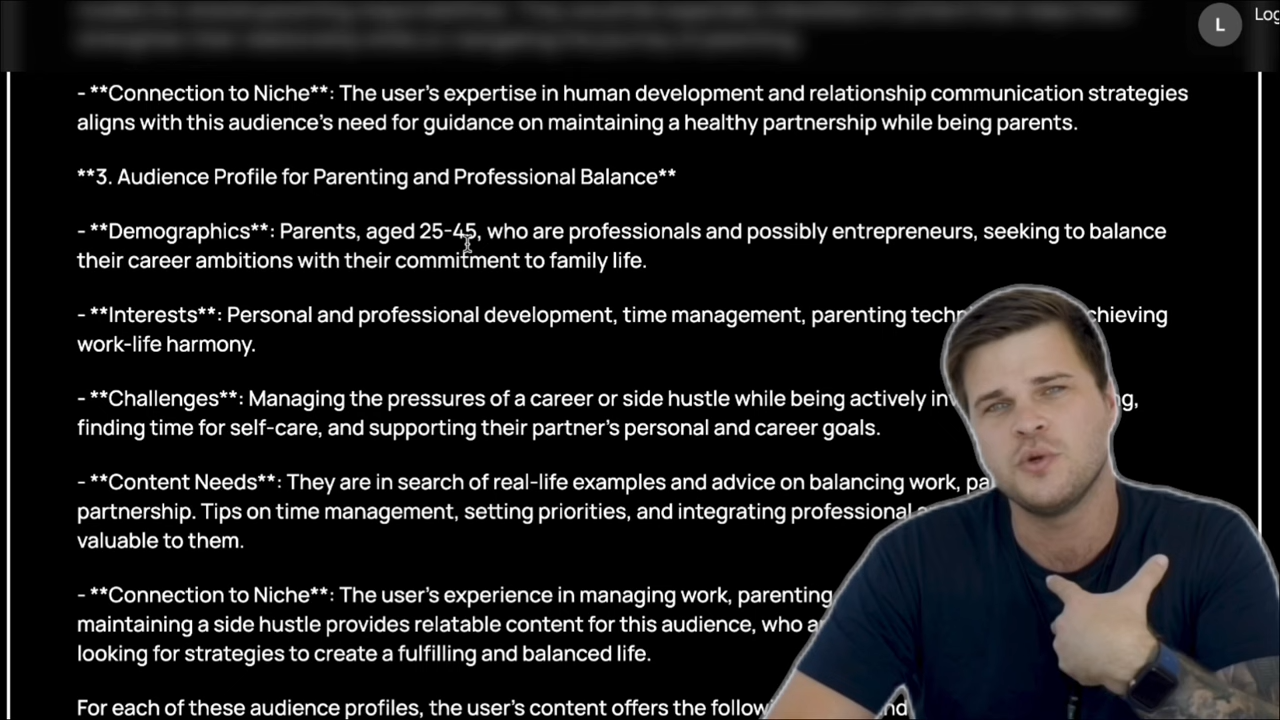 L
Log
- **Connection to Niche**: The user's expertise in human development and relationship communication strategies
aligns with this audience's need for guidance on maintaining a healthy partnership while being parents.
**3. Audience Profile for Parenting and Professional Balance**
- **Demographics**: Parents, aged 25-45, who are professionals and possibly entrepreneurs, seeking to balance
their career ambitions with their commitment to family life.
- **Interests**: Personal and professional development, time management, parenting chieving
work-life harmony.
- **Challenges**: Managing the pressures of a career or side hustle while being actively
finding time for self-care, and supporting their partner's personal and career goals.
- **Content Needs**: They are in search of real-life examples and advice on balancing work,
partnership. Tips on time management, setting priorities, and integrating professional
valuable to them.
- **Connection to Niche**: The user's experience in managing work, parenting
maintaining a side hustle provides relatable content for this audience, who
looking for strategies to create a fulfilling and balanced life.
For each of these audience profiles, the user's content offers the